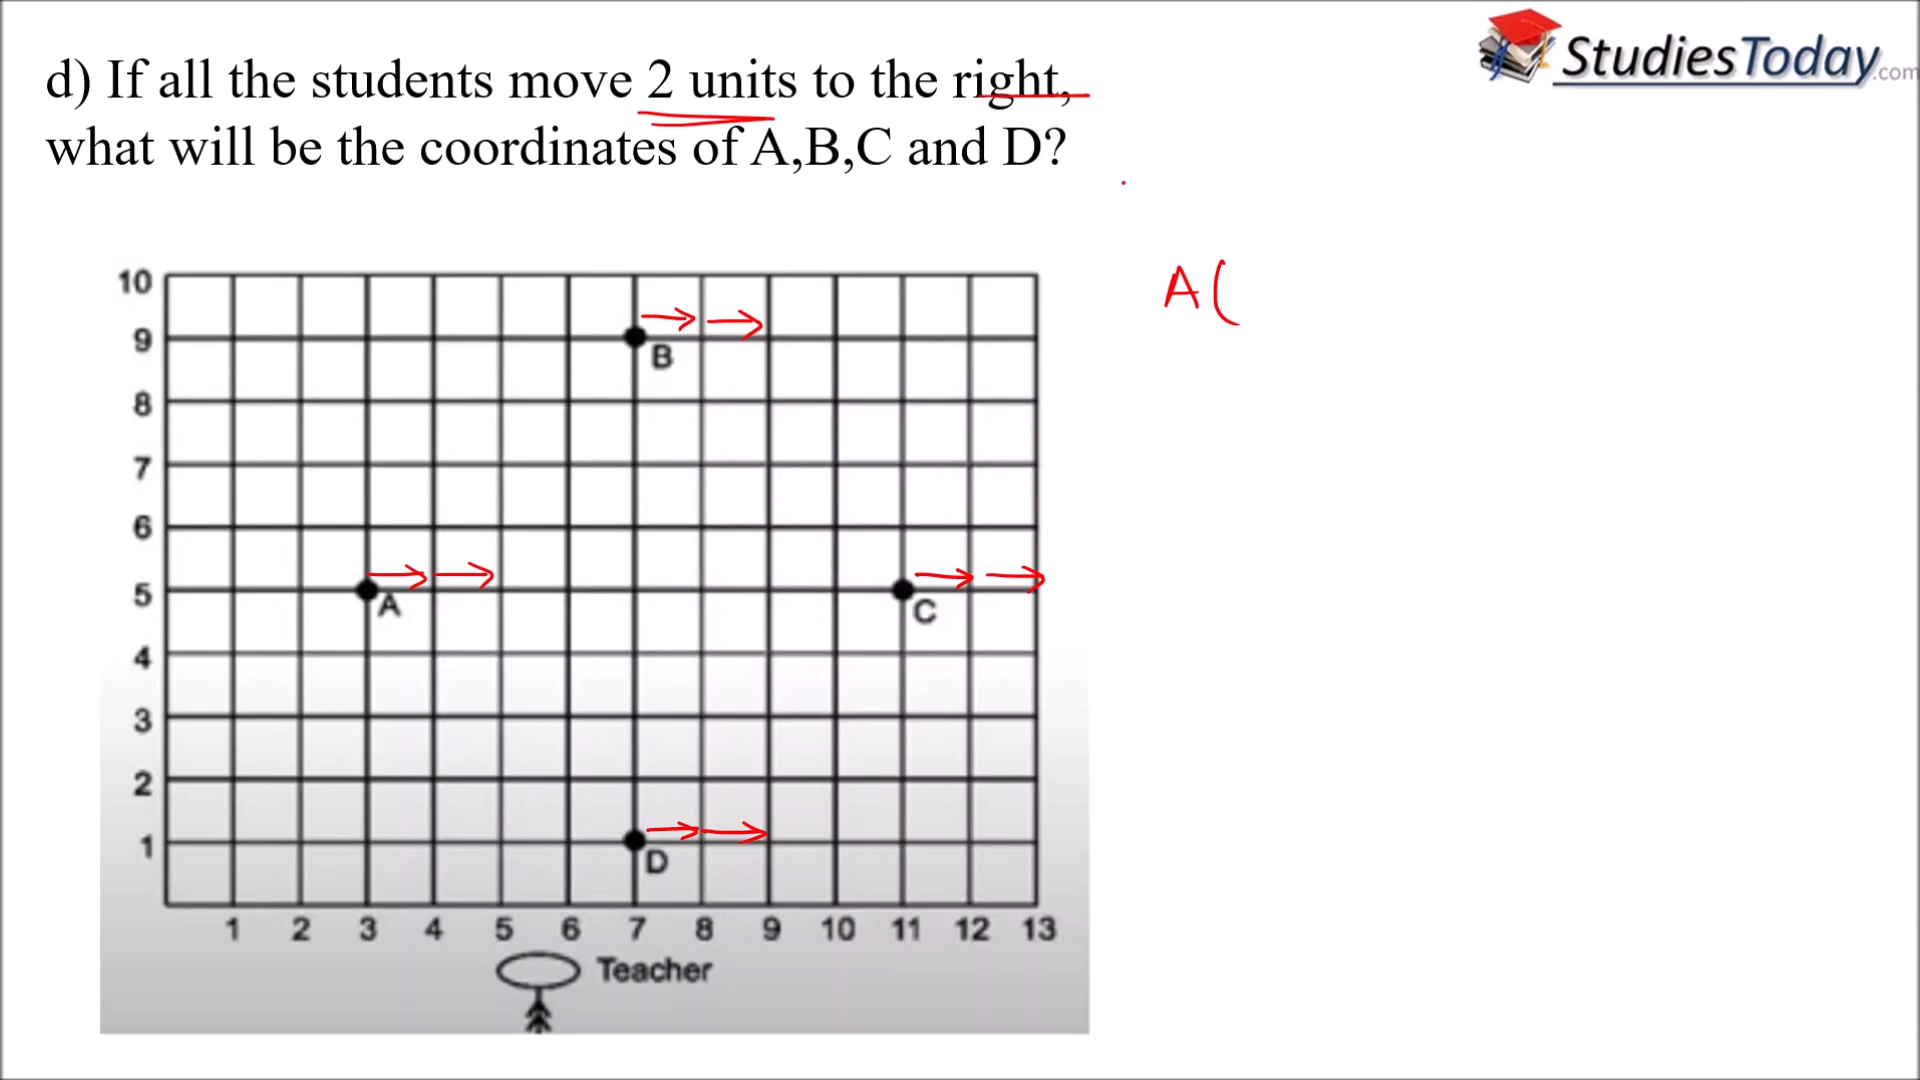 StudiesToday.com
d) If all the students move 2 units to the right,
what will be the coordinates of A,B,C and D?
A(
10
9
B
8
7
6
5
A
C
4
3
2
1
D
1 2 3 4 5 6 7 8 9 10 11 12 13
Teacher